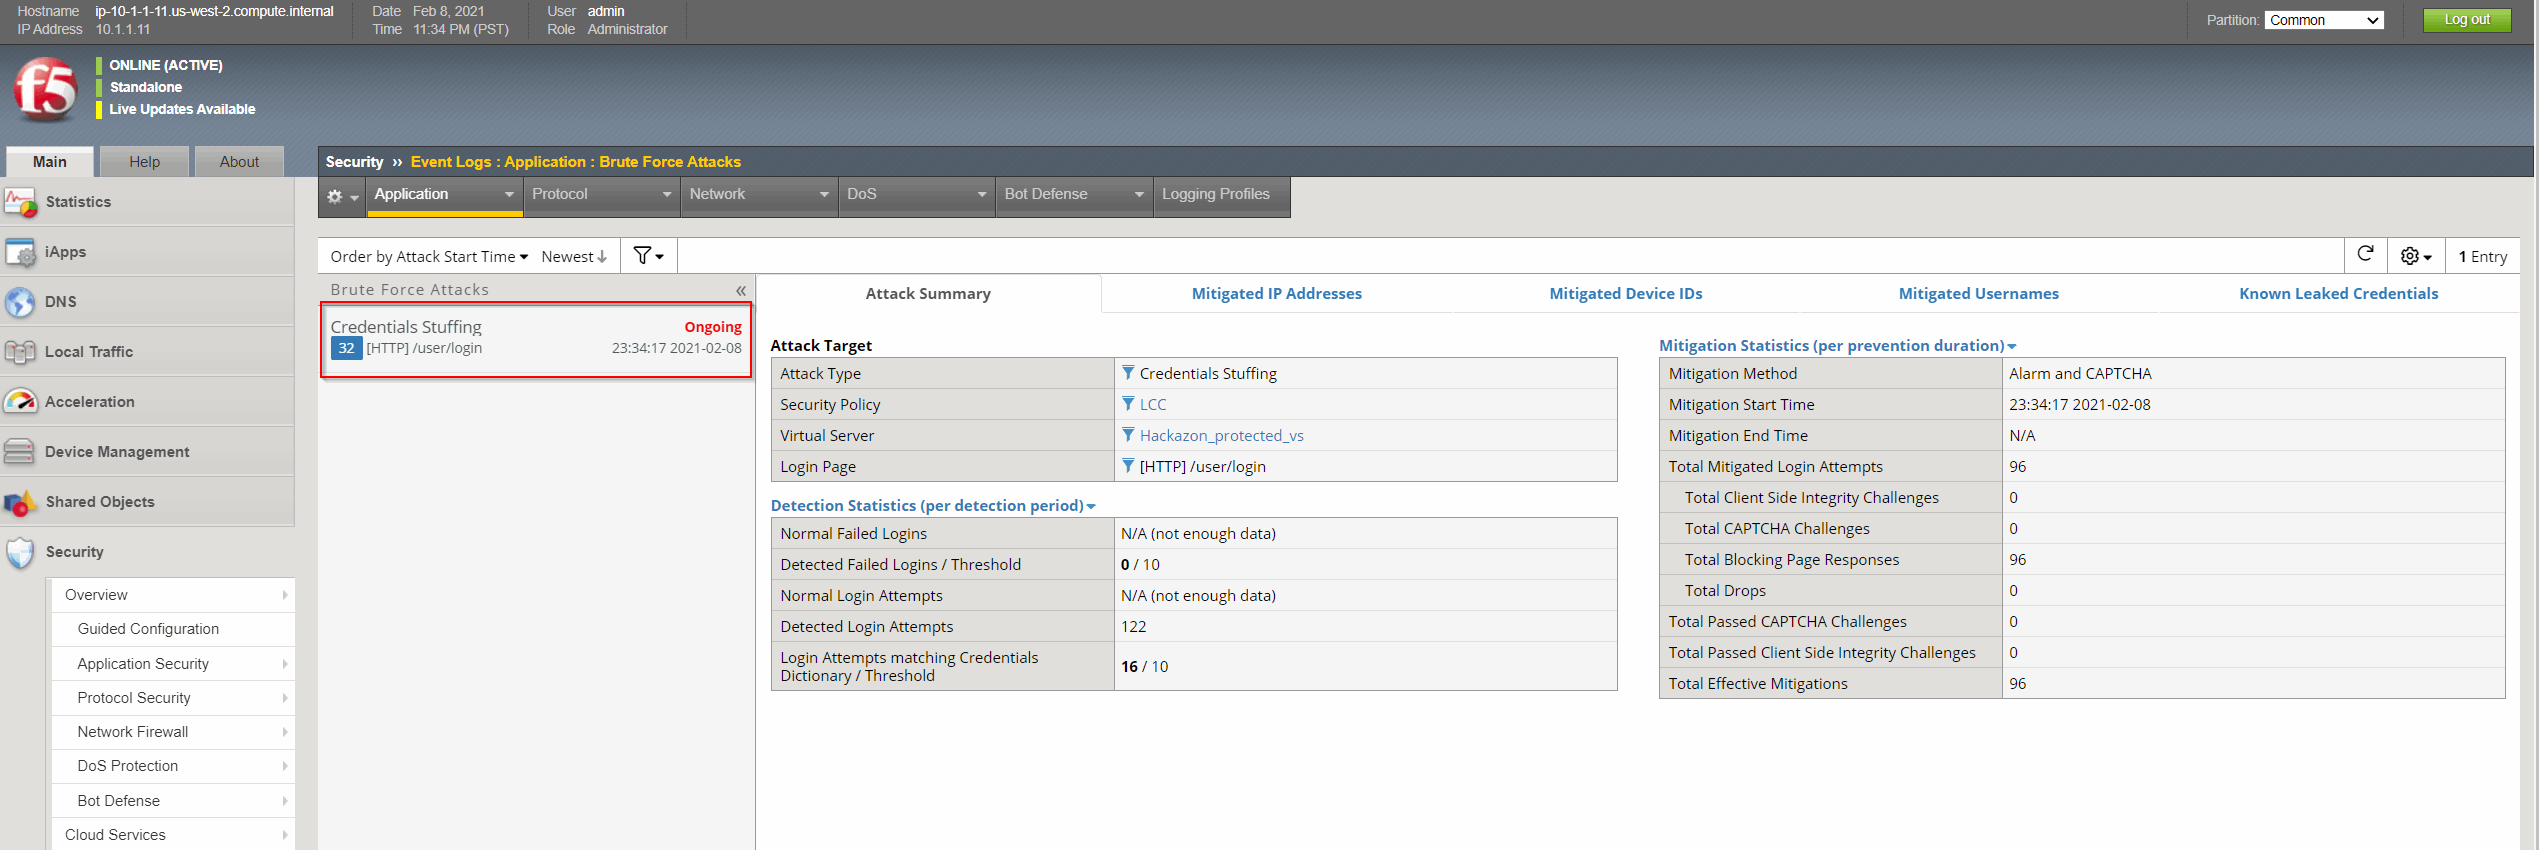 Hostname ip-10-1-1-11.us-west-2.compute.internal Date Feb 8, 2021 User admin Partition: Common Log out
IP Address 10.1.1.11 Time 11:34 PM (PST) Role Administrator
f5
ONLINE (ACTIVE)
Standalone
Live Updates Available
Main Help About
Statistics
iApps
DNS
Local Traffic
Acceleration
Device Management
Shared Objects
Security
Overview
Guided Configuration
Application Security
Protocol Security
Network Firewall
DoS Protection
Bot Defense
Cloud Services
Security ›› Event Logs : Application : Brute Force Attacks
Application Protocol Network DoS Bot Defense Logging Profiles
Order by Attack Start Time Newest 1 Entry
Brute Force Attacks «
Credentials Stuffing Ongoing
32 [HTTP] /user/login 23:34:17 2021-02-08
Attack Summary Mitigated IP Addresses Mitigated Device IDs Mitigated Usernames Known Leaked Credentials
Attack Target
Attack Type Credentials Stuffing
Security Policy LCC
Virtual Server Hackazon_protected_vs
Login Page [HTTP] /user/login
Detection Statistics (per detection period)
Normal Failed Logins N/A (not enough data)
Detected Failed Logins / Threshold 0 / 10
Normal Login Attempts N/A (not enough data)
Detected Login Attempts 122
Login Attempts matching Credentials
Dictionary / Threshold 16 / 10
Mitigation Statistics (per prevention duration)
Mitigation Method Alarm and CAPTCHA
Mitigation Start Time 23:34:17 2021-02-08
Mitigation End Time N/A
Total Mitigated Login Attempts 96
Total Client Side Integrity Challenges 0
Total CAPTCHA Challenges 0
Total Blocking Page Responses 96
Total Drops 0
Total Passed CAPTCHA Challenges 0
Total Passed Client Side Integrity Challenges 0
Total Effective Mitigations 96